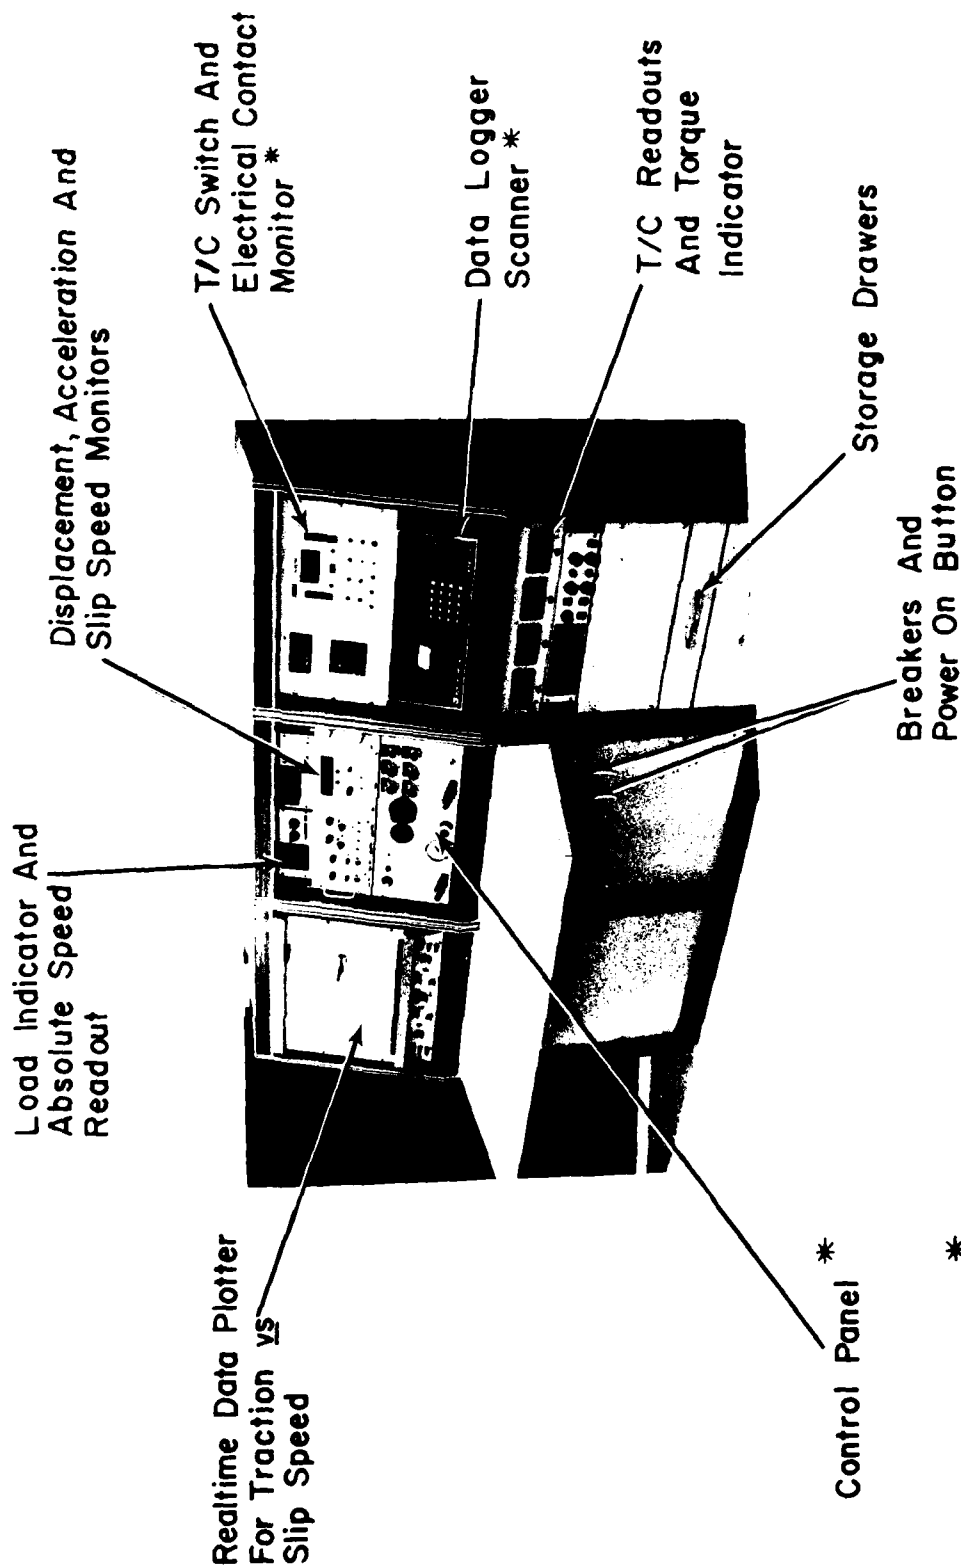 Load Indicator And
Absolute Speed
Readout
Displacement, Acceleration And
Slip Speed Monitors
T/C Switch And
Electrical Contact
Monitor *
Realtime Data Plotter
For Traction vs
Slip Speed
Data Logger
Scanner *
T/C Readouts
And Torque
Indicator
Control Panel *
Storage Drawers
Breakers And
Power On Button
*